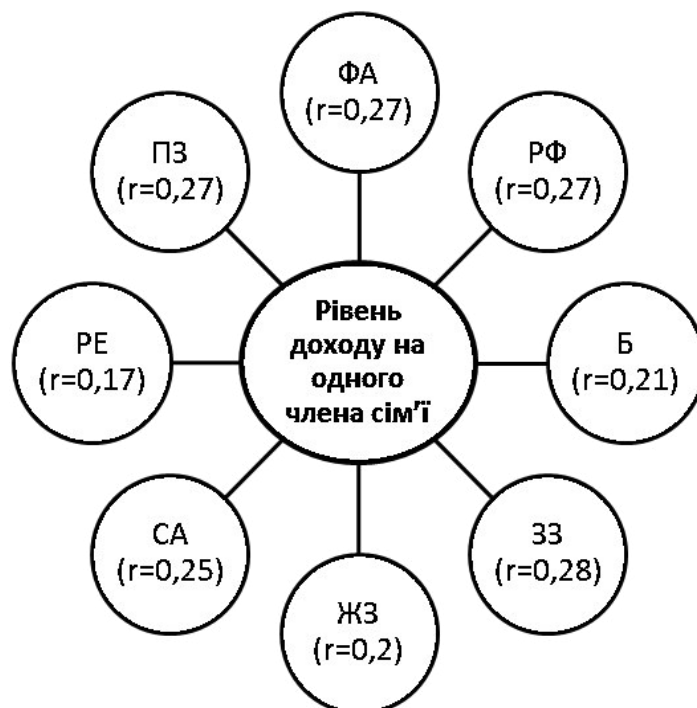 ФА
(r=0,27)
РФ
(r=0,27)
Б
(r=0,21)
ЗЗ
(r=0,28)
ЖЗ
(r=0,2)
СА
(r=0,25)
РЕ
(r=0,17)
ПЗ
(r=0,27)
Рівень
доходу на
одного
члена сім’ї